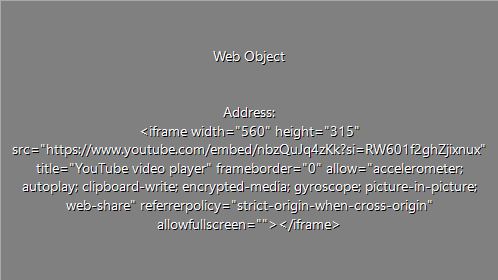 Web Object
Address:
<iframe width="560" height="315"
src="https://www.youtube.com/embed/nbzQuJq4zKk?si=RW601f2ghZjixnux"
title="YouTube video player" frameborder="0" allow="accelerometer;
autoplay; clipboard-write; encrypted-media; gyroscope; picture-in-picture;
web-share" referrerpolicy="strict-origin-when-cross-origin"
allowfullscreen=""></iframe>